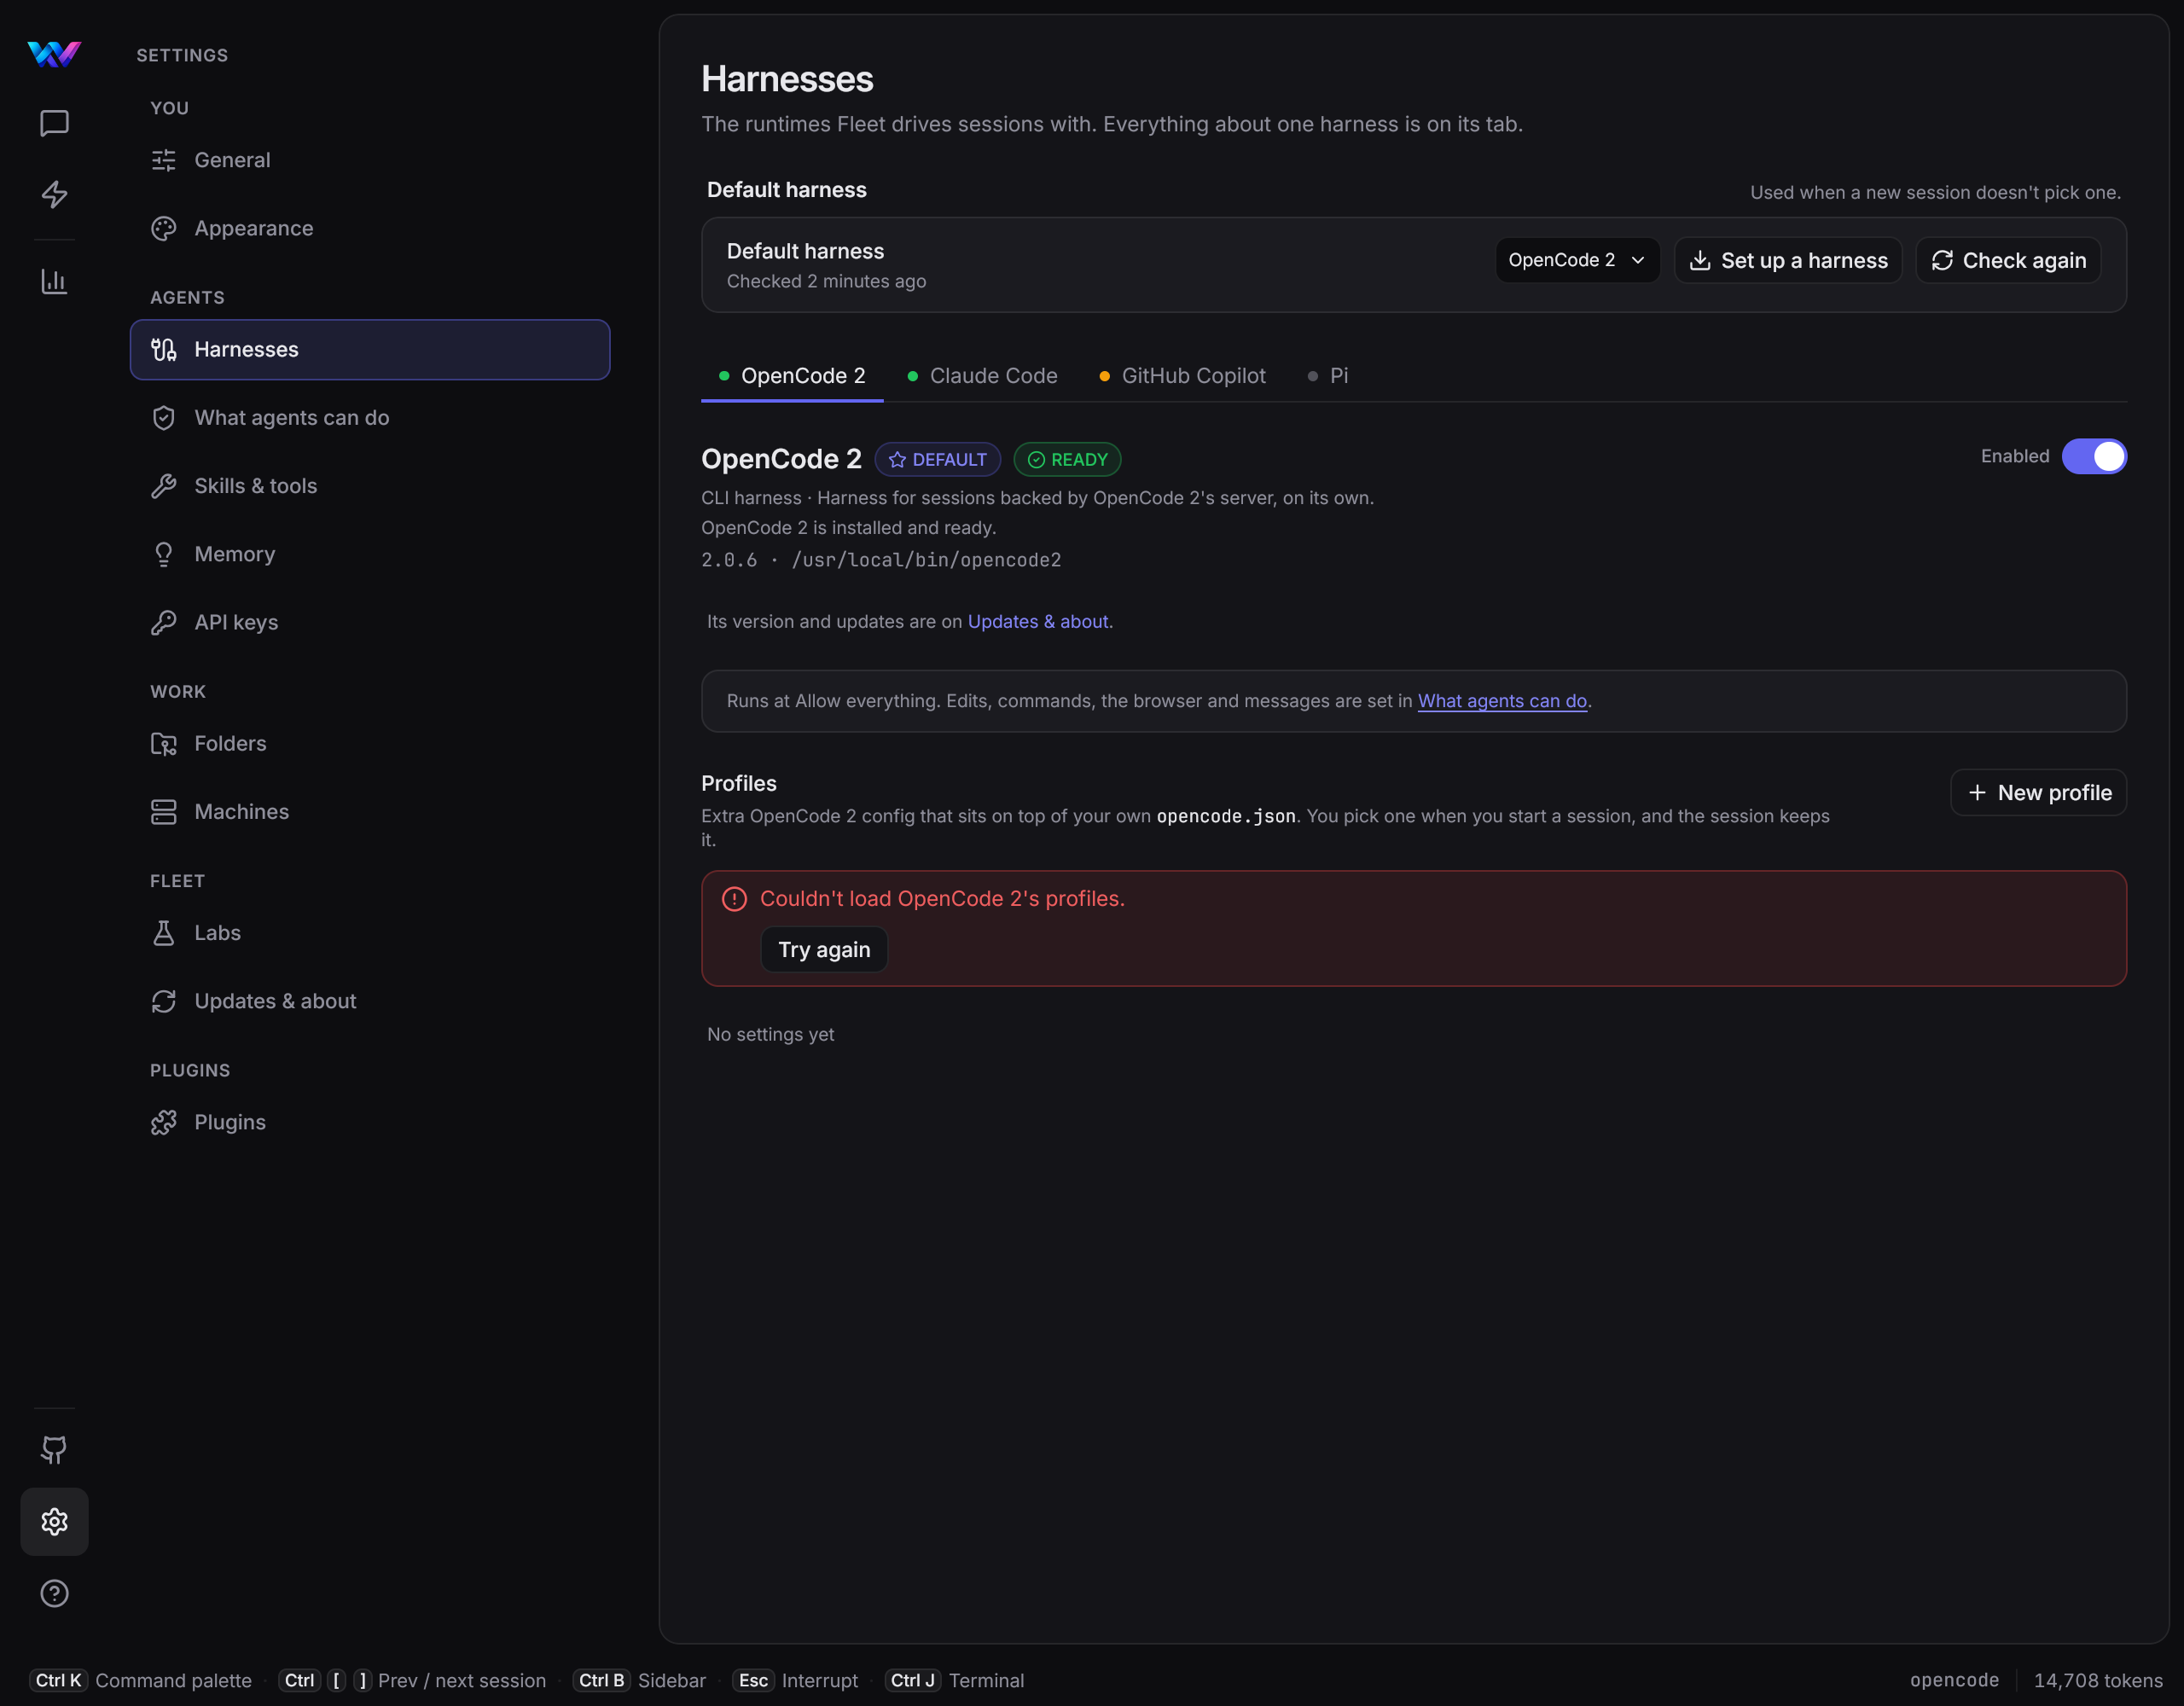 SETTINGS
YOU
General
Appearance
AGENTS
Harnesses
What agents can do
Skills & tools
Memory
API keys
WORK
Folders
Machines
FLEET
Labs
Updates & about
PLUGINS
Plugins
Harnesses
The runtimes Fleet drives sessions with. Everything about one harness is on its tab.
Default harness
Used when a new session doesn't pick one.
Default harness
Checked 2 minutes ago
OpenCode 2
Set up a harness
Check again
OpenCode 2
Claude Code
GitHub Copilot
Pi
OpenCode 2
DEFAULT
READY
Enabled
CLI harness · Harness for sessions backed by OpenCode 2's server, on its own.
OpenCode 2 is installed and ready.
2.0.6 · /usr/local/bin/opencode2
Its version and updates are on Updates & about.
Runs at Allow everything. Edits, commands, the browser and messages are set in What agents can do.
Profiles
New profile
Extra OpenCode 2 config that sits on top of your own opencode.json. You pick one when you start a session, and the session keeps
it.
Couldn't load OpenCode 2's profiles.
Try again
No settings yet
Ctrl K Command palette · Ctrl [ ] Prev / next session · Ctrl B Sidebar · Esc Interrupt · Ctrl J Terminal
opencode
14,708 tokens